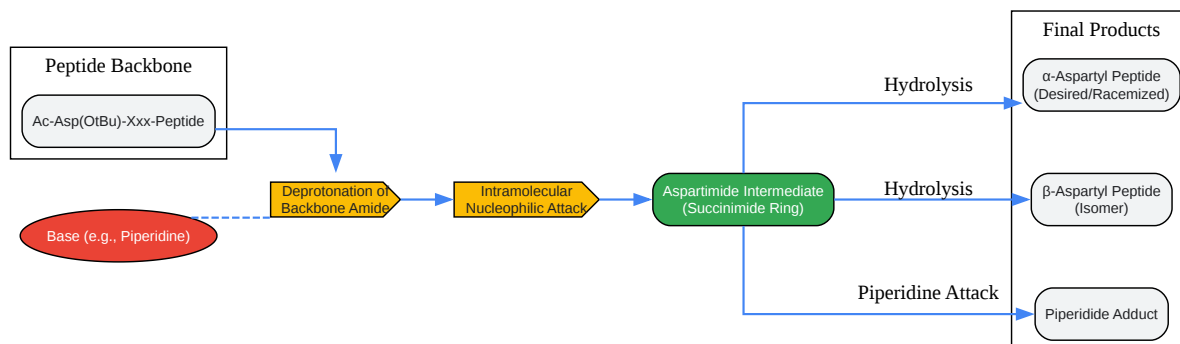 Peptide Backbone
Ac-Asp(OtBu)-Xxx-Peptide
Base (e.g., Piperidine)
Deprotonation of
Backbone Amide
Intramolecular
Nucleophilic Attack
Aspartimide Intermediate
(Succinimide Ring)
Hydrolysis
Hydrolysis
Piperidine Attack
Final Products
α-Aspartyl Peptide
(Desired/Racemized)
β-Aspartyl Peptide
(Isomer)
Piperidide Adduct